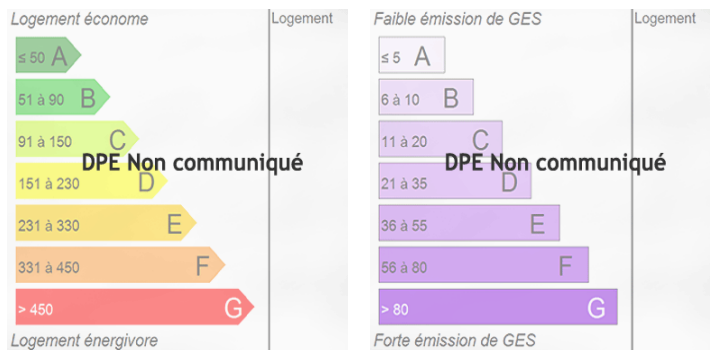 Logement économe
Logement
≤ 50 A
51 à 90 B
91 à 150 C
DPE Non communiqué
151 à 230 D
231 à 330 E
331 à 450 F
> 450 G
Logement énergivore
Faible émission de GES
Logement
≤ 5 A
6 à 10 B
11 à 20 C
DPE Non communiqué
21 à 35 D
36 à 55 E
56 à 80 F
> 80 G
Forte émission de GES